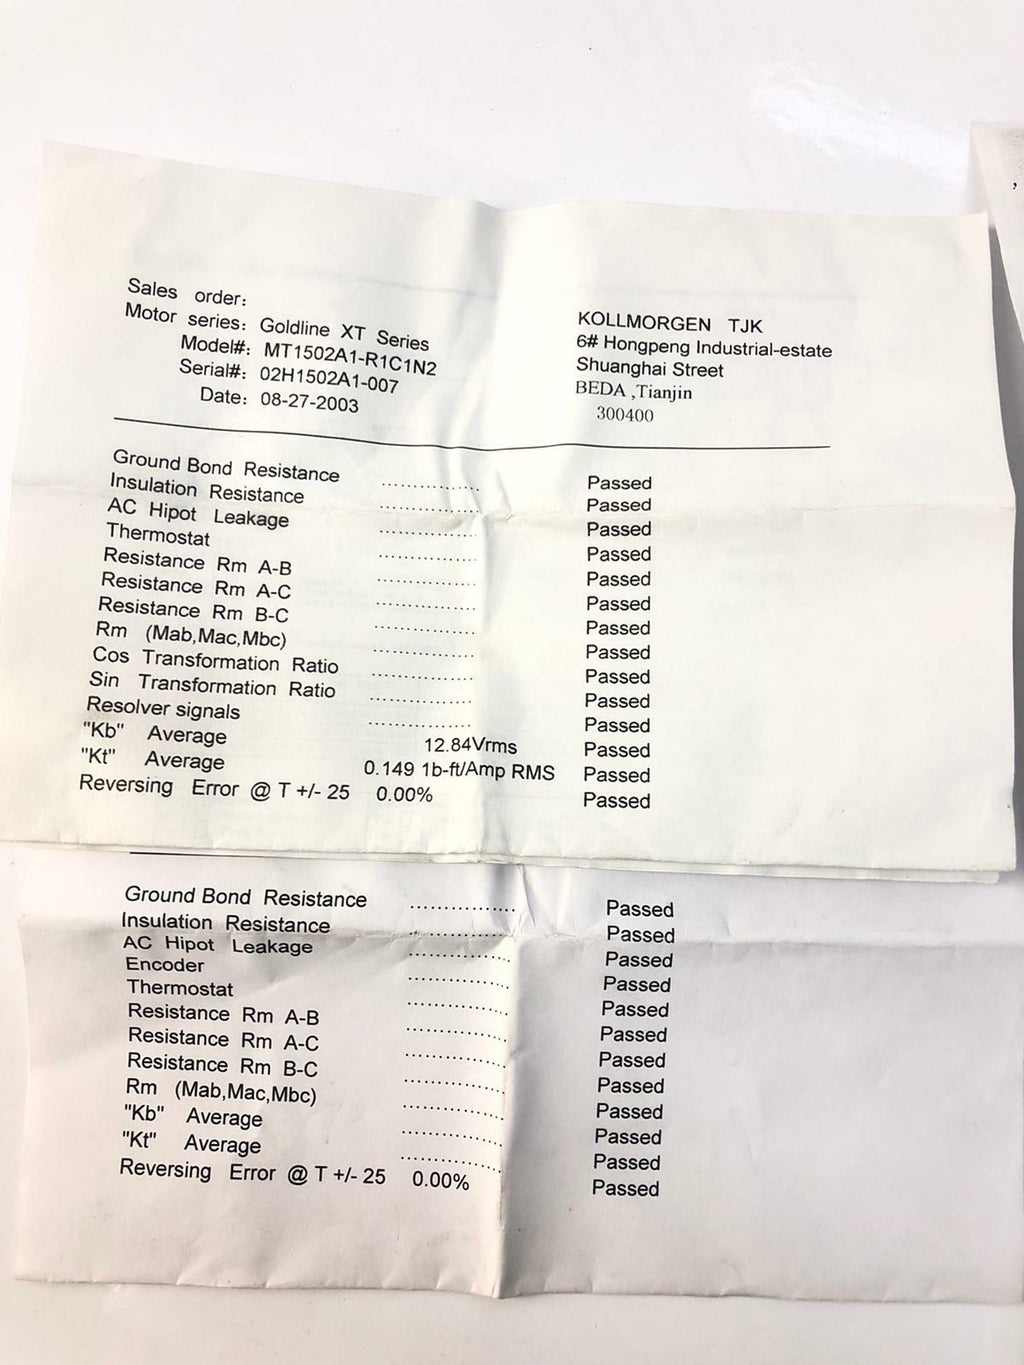 Sales order:
Motor series: Goldline XT Series
Model#: MT1502A1-R1C1N2
Serial#: 02H1502A1-007
Date: 08-27-2003
KOLLMORGEN TJK
6# Hongpeng Industrial-estate
Shuanghai Street
BEDA ,Tianjin
300400
Ground Bond Resistance .................... Passed
Insulation Resistance .................... Passed
AC Hipot Leakage .................... Passed
Thermostat .................... Passed
Resistance Rm A-B .................... Passed
Resistance Rm A-C .................... Passed
Resistance Rm B-C .................... Passed
Rm (Mab,Mac,Mbc) .................... Passed
Cos Transformation Ratio .................... Passed
Sin Transformation Ratio .................... Passed
Resolver signals .................... Passed
"Kb" Average 12.84Vrms Passed
"Kt" Average 0.149 1b-ft/Amp RMS Passed
Reversing Error @ T +/- 25 0.00% Passed
Ground Bond Resistance .................... Passed
Insulation Resistance .................... Passed
AC Hipot Leakage .................... Passed
Encoder .................... Passed
Thermostat .................... Passed
Resistance Rm A-B .................... Passed
Resistance Rm A-C .................... Passed
Resistance Rm B-C .................... Passed
Rm (Mab,Mac,Mbc) .................... Passed
"Kb" Average .................... Passed
"Kt" Average .................... Passed
Reversing Error @ T +/- 25 0.00% Passed